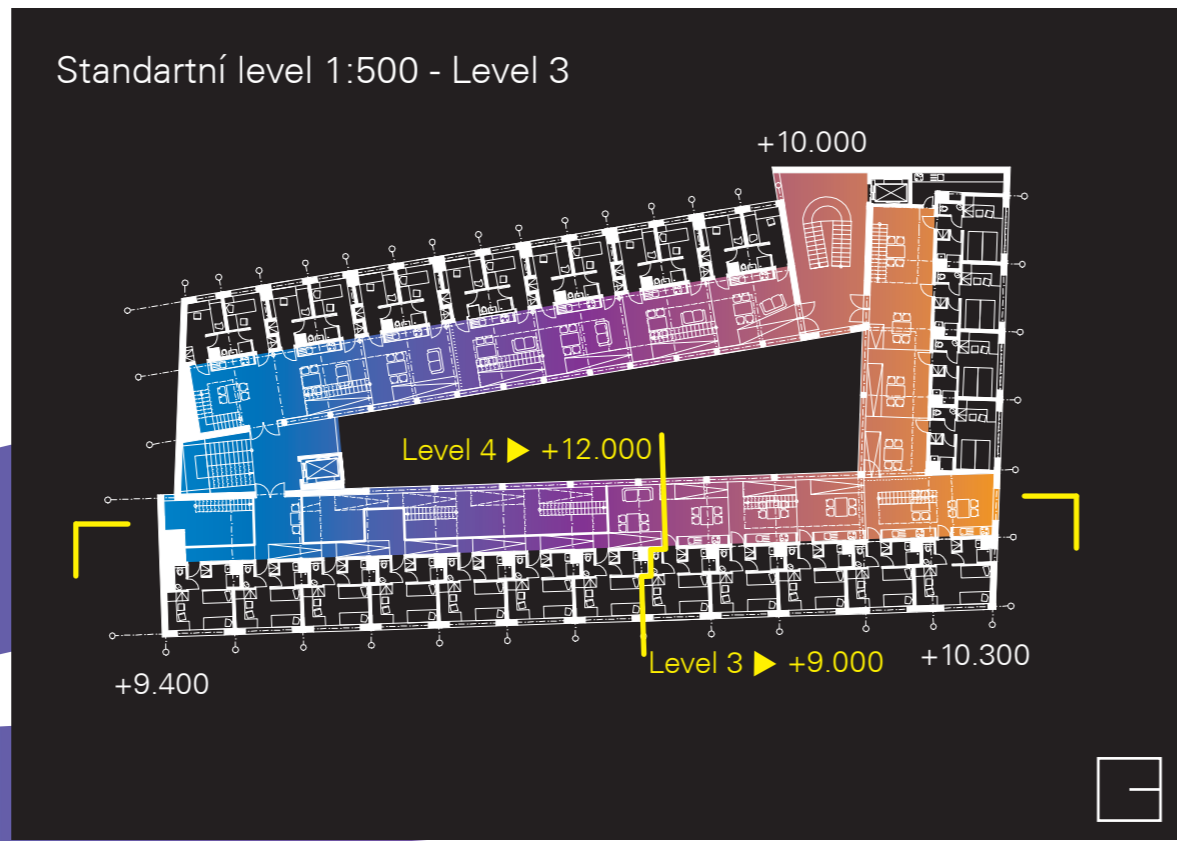 Standartní level 1:500 - Level 3
+10.000
Level 4 ▶ +12.000
Level 3 ▶ +9.000
+10.300
+9.400